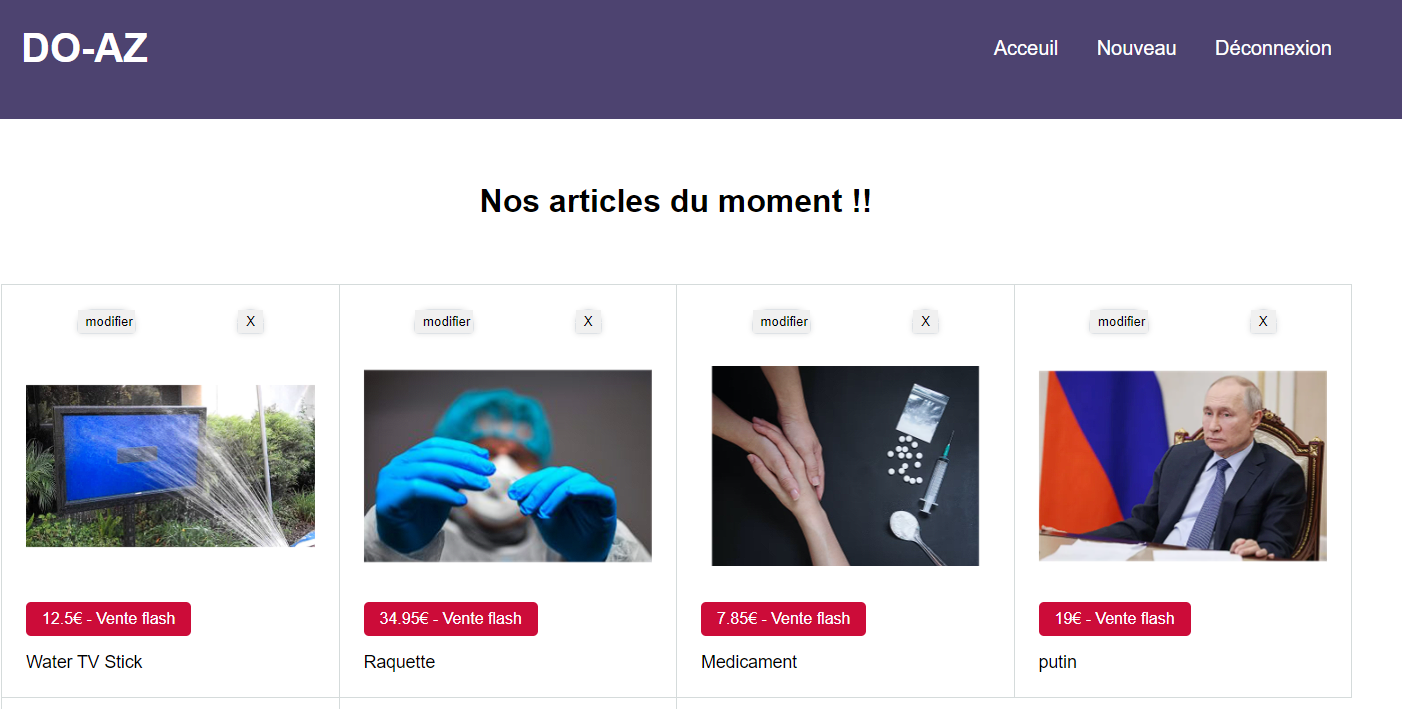 DO-AZ
Acceuil Nouveau Déconnexion
Nos articles du moment !!
modifier X modifier X modifier X modifier X
12.5€ - Vente flash 34.95€ - Vente flash 7.85€ - Vente flash 19€ - Vente flash
Water TV Stick Raquette Medicament putin